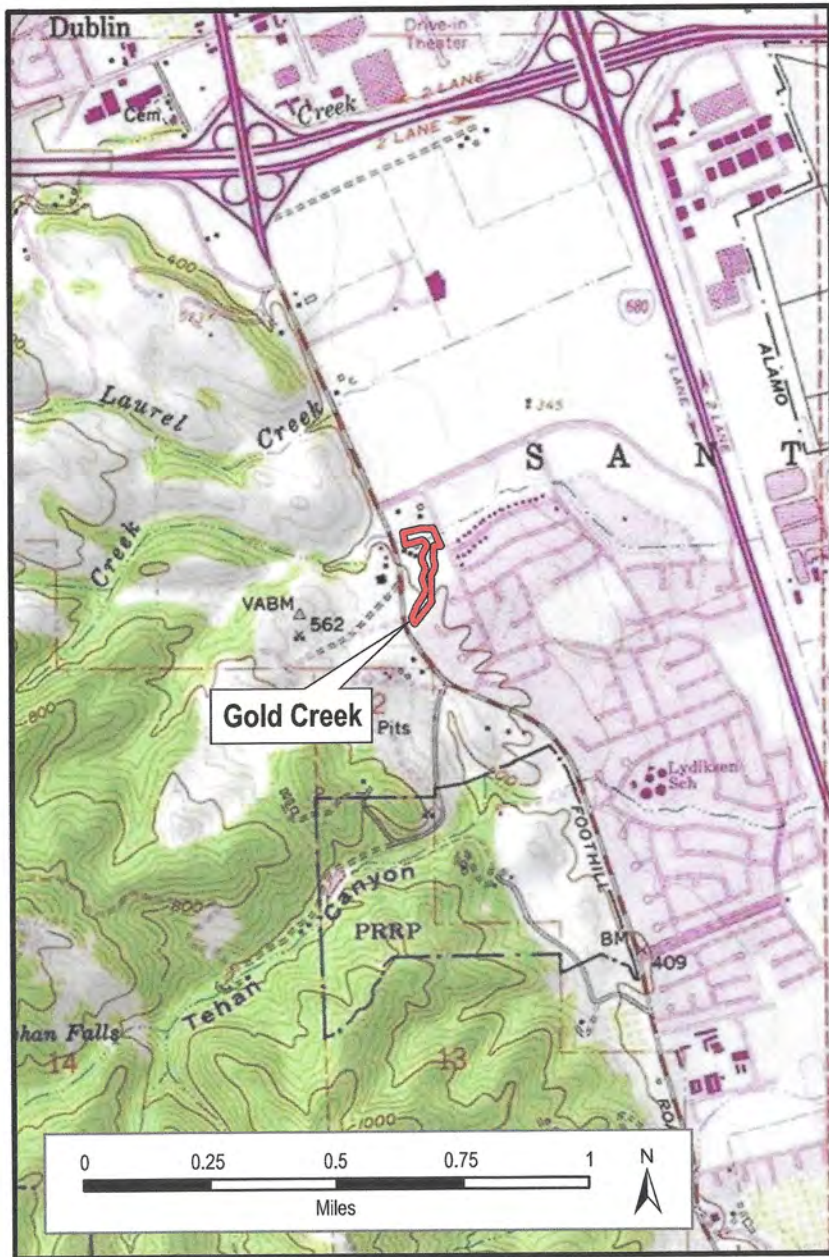 Dublin
Drive-in
Theater
Cem
Creek
2 LANE
2 LANE
400
680
ALAMO
2 LANE
2 LANE
Laurel
Creek
345
S A N T
Creek
VABM
562
Gold Creek
800
2
Pits
Lydiksen
Sch
FOOTHILL
Canyon
800
PRRP
BM
409
Tehan
han Falls
14
13
1000
ROA
0 0.25 0.5 0.75 1
Miles
N